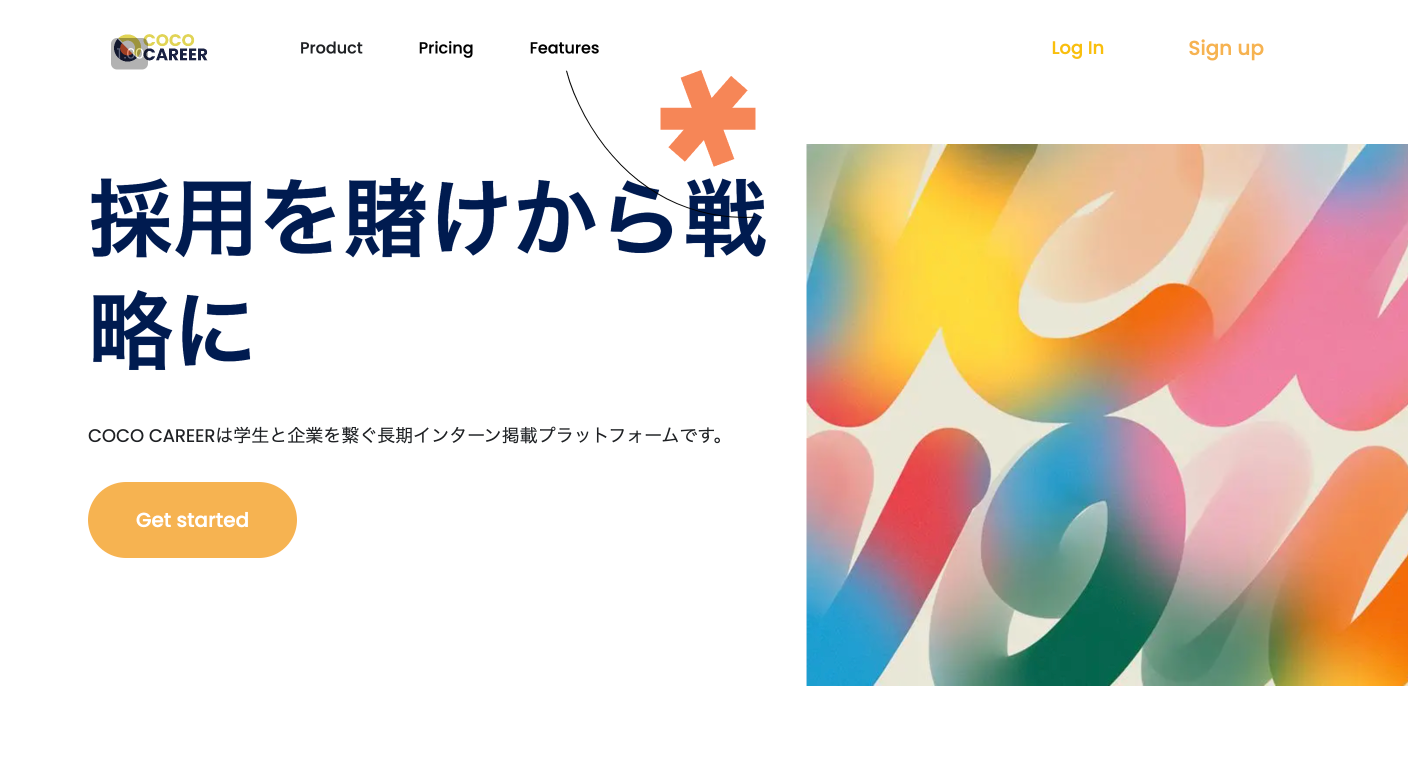 COCO
CAREER
1.00
Product
Pricing
Features
Log In
Sign up
採用を賭けから戦
略に
COCO CAREERは学生と企業を繋ぐ長期インターン掲載プラットフォームです。
Get started